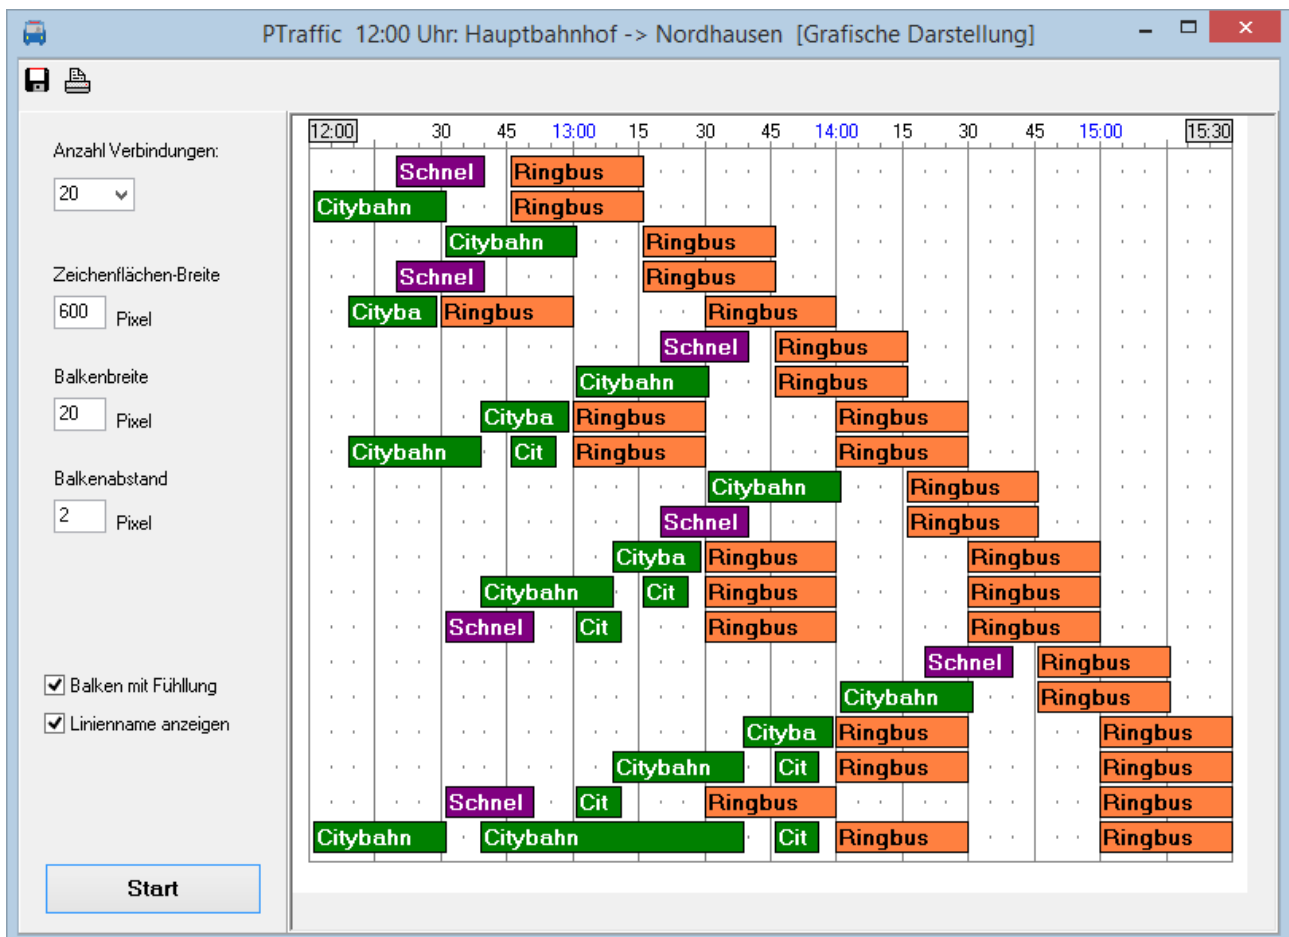 PTraffic 12:00 Uhr: Hauptbahnhof -> Nordhausen [Grafische Darstellung]
Anzahl Verbindungen:
20
Zeichenflächen-Breite
600 Pixel
Balkenbreite
20 Pixel
Balkenabstand
2 Pixel
Balken mit Fühllung
Linienname anzeigen
Start
12:00 30 45 13:00 15 30 45 14:00 15 30 45 15:00 15:30
Schnel Ringbus
Citybahn Ringbus
Citybahn Ringbus
Schnel Ringbus
Cityba Ringbus Ringbus
Schnel Ringbus
Citybahn Ringbus
Cityba Ringbus Ringbus
Citybahn Cit Ringbus Ringbus
Citybahn Ringbus
Schnel Ringbus
Cityba Ringbus Ringbus
Citybahn Cit Ringbus Ringbus
Schnel Cit Ringbus Ringbus
Schnel Ringbus
Citybahn Ringbus
Cityba Ringbus Ringbus
Citybahn Cit Ringbus Ringbus
Schnel Cit Ringbus Ringbus
Citybahn Citybahn Cit Ringbus Ringbus